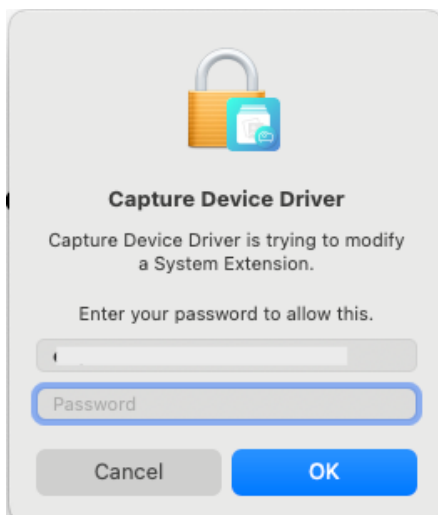 Capture Device Driver
Capture Device Driver is trying to modify
a System Extension.
Enter your password to allow this.
Password
Cancel
OK